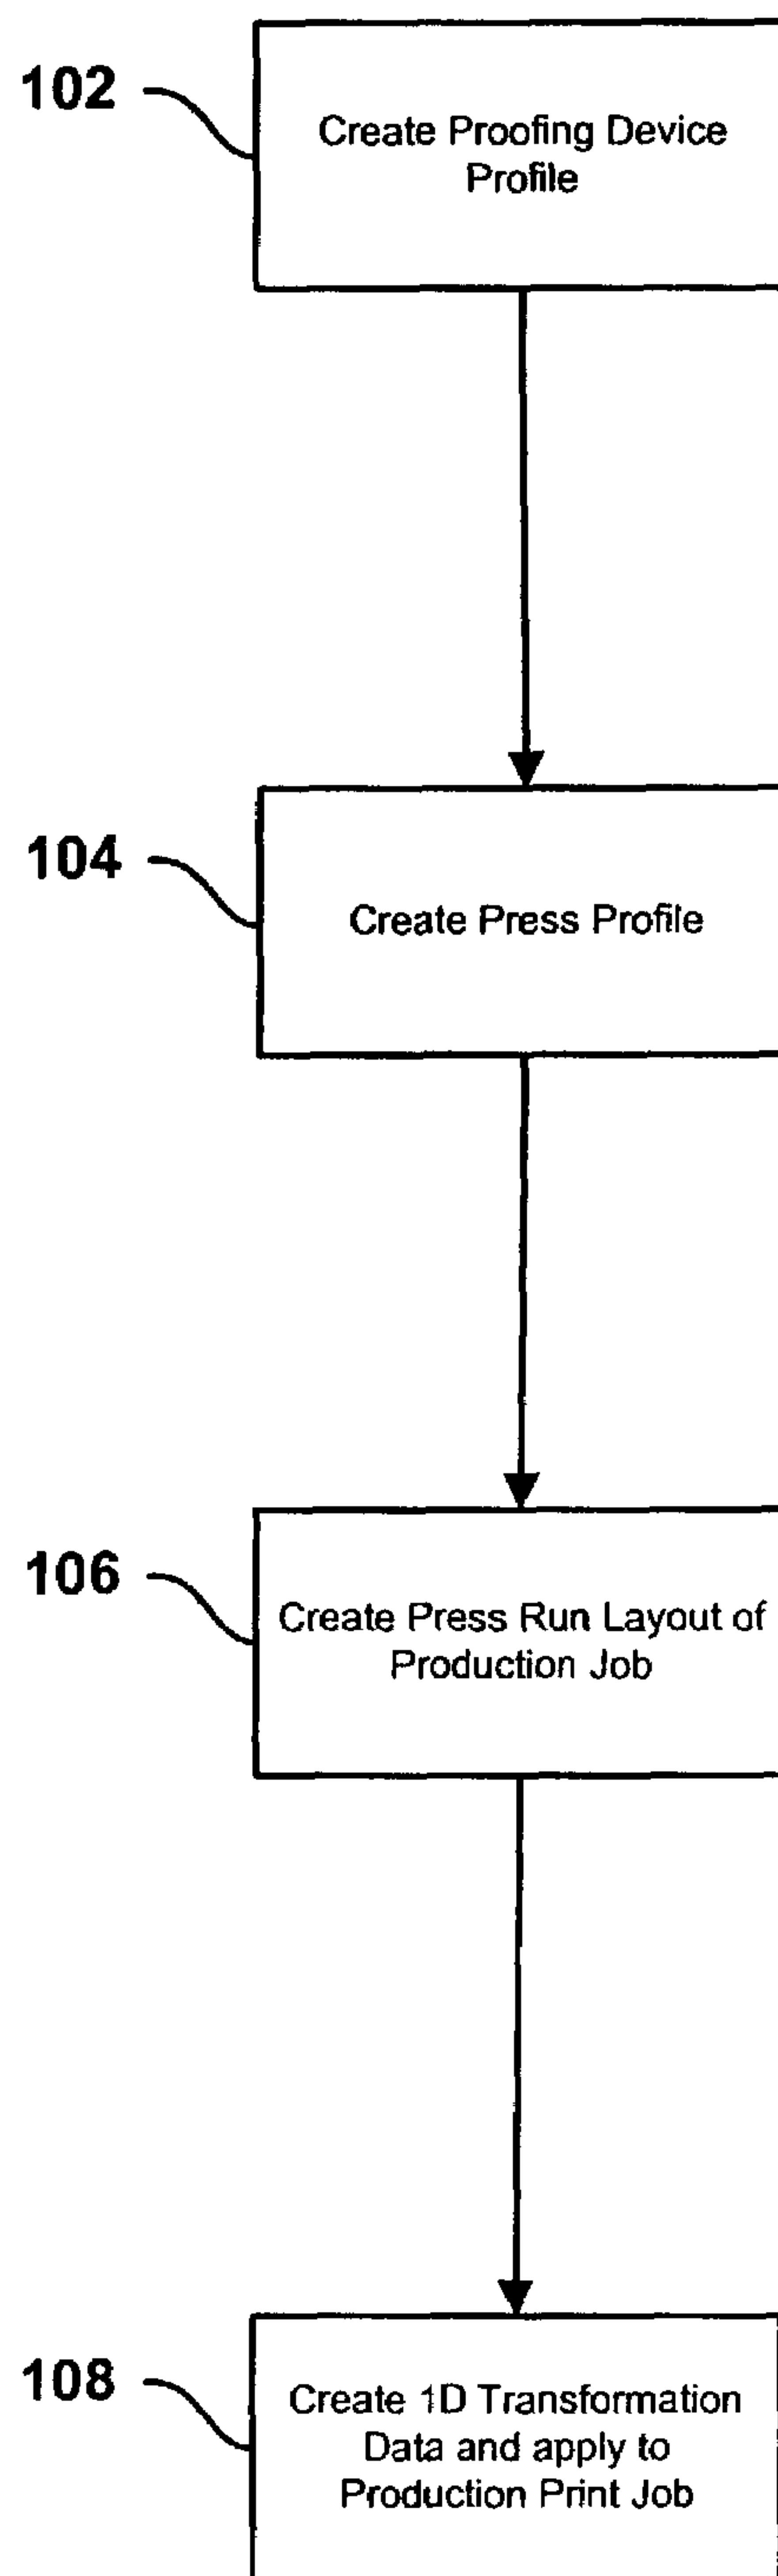 102
Create Proofing Device
Profile
104
Create Press Profile
106
Create Press Run Layout of
Production Job
108
Create 1D Transformation
Data and apply to
Production Print Job